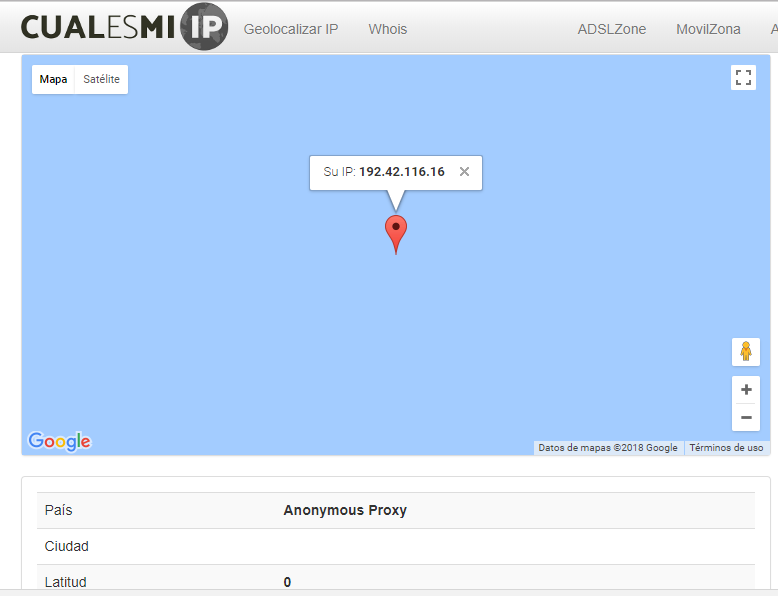 CUALESMI IP Geolocalizar IP Whois ADSLZone MovilZona A
Mapa Satélite
Su IP: 192.42.116.16
Google
Datos de mapas ©2018 Google Términos de uso
País Anonymous Proxy
Ciudad
Latitud 0